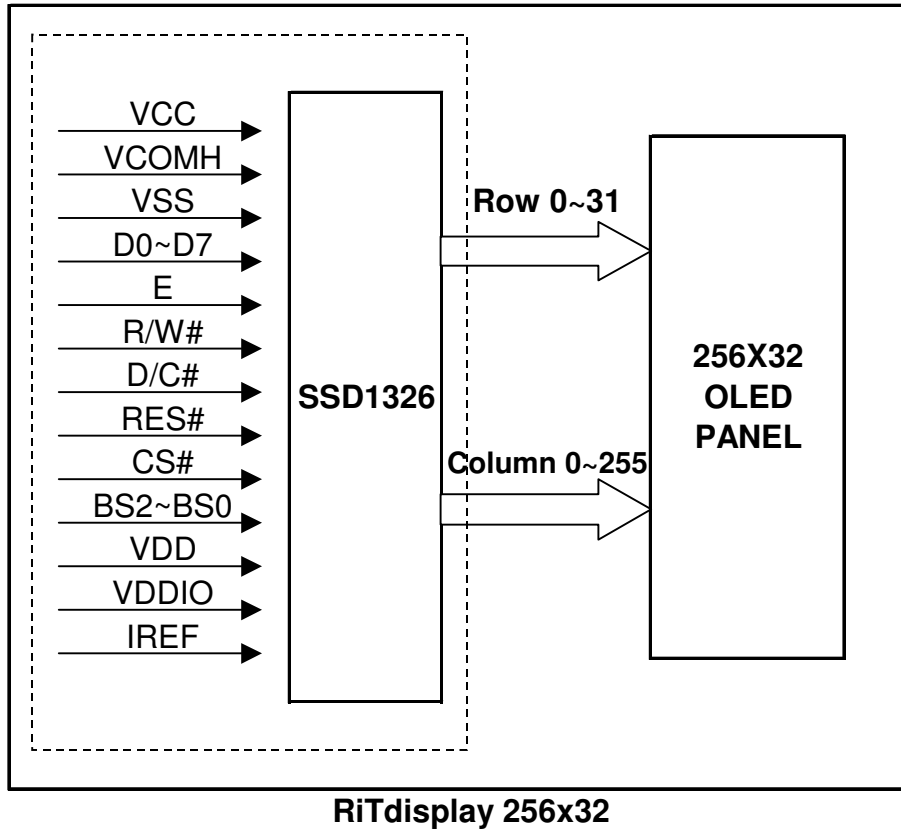 VCC
VCOMH
VSS
D0~D7
E
R/W#
D/C#
RES#
CS#
BS2~BS0
VDD
VDDIO
IREF
SSD1326
Row 0~31
Column 0~255
256X32
OLED
PANEL
RiTdisplay 256x32